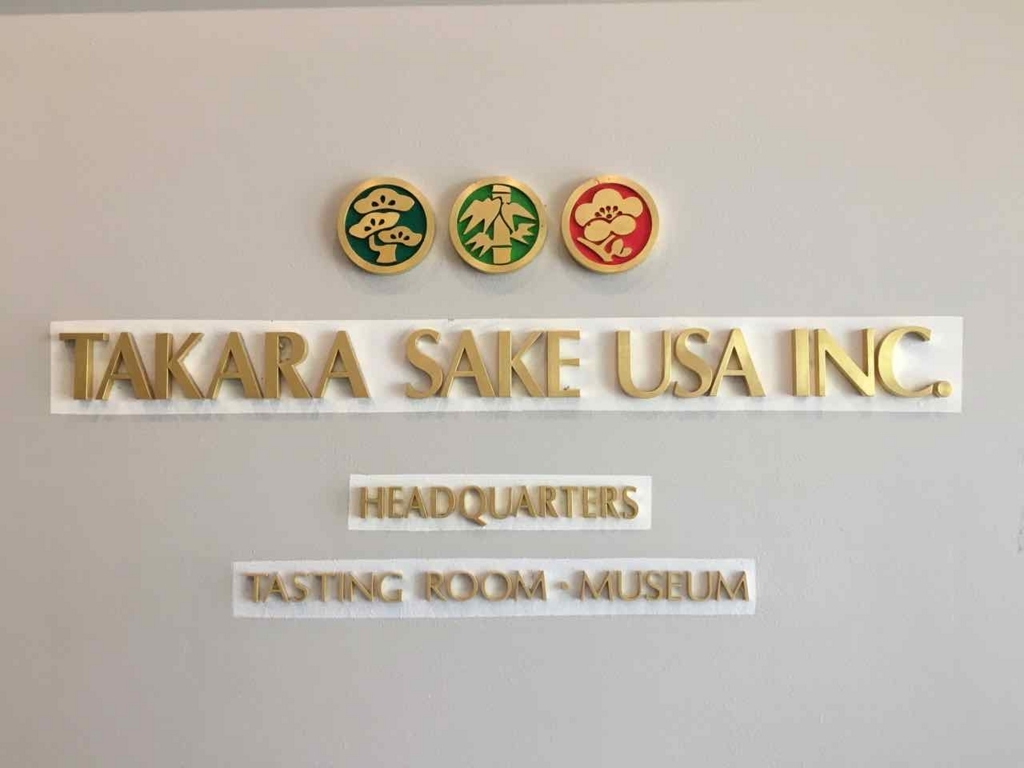 TAKARA SAKE USA INC.
HEADQUARTERS
TASTING ROOM · MUSEUM